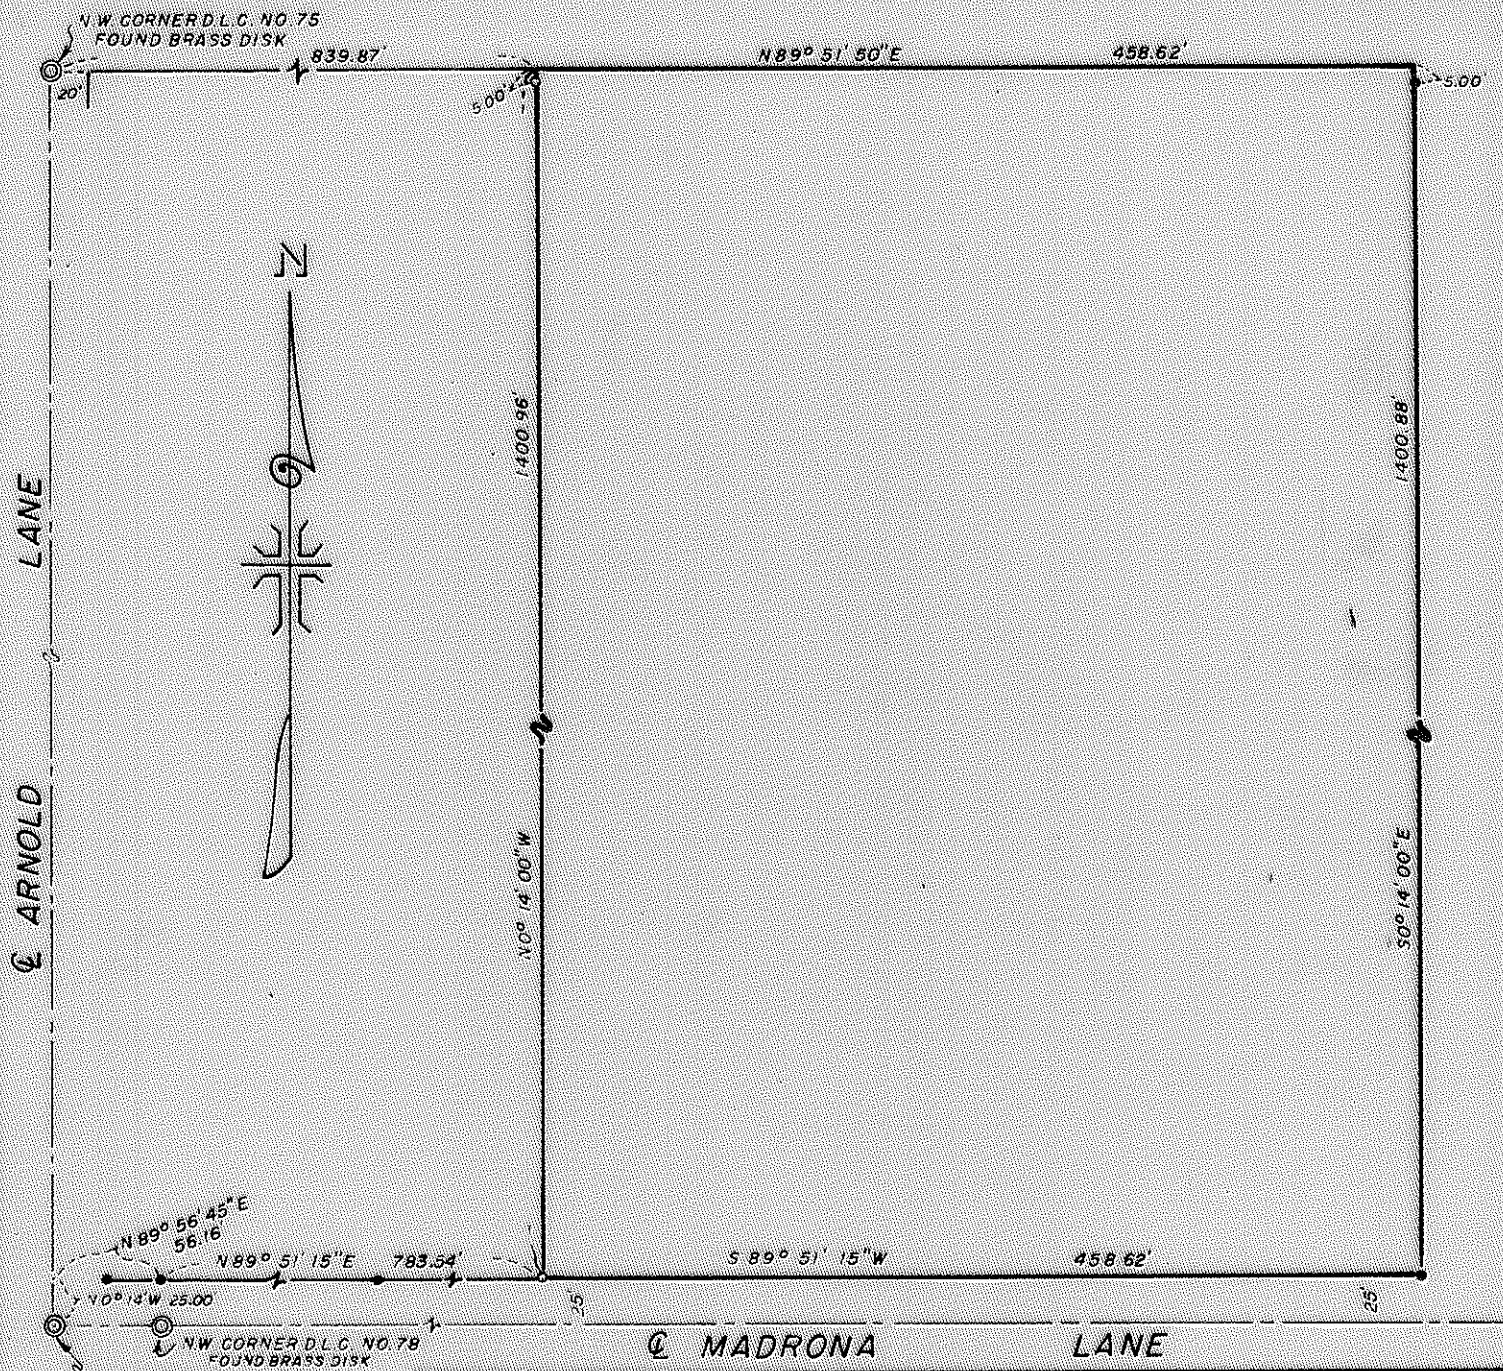 N W CORNER D.L.C. NO. 75
FOUND BRASS DISK
839.87'
N 89° 51' 50" E
458.62'
20'
5.00'
5.00'
N
1400.96'
1400.88'
LANE
℄ ARNOLD
N0° 14' 00" W
S0° 14' 00" E
N 89° 56' 45" E
56.16'
N 89° 51' 15" E
783.54'
S 89° 51' 15" W
458.62'
N0° 14' W 25.00
25'
25'
N.W. CORNER D.L.C. NO. 78
FOUND BRASS DISK
℄ MADRONA LANE